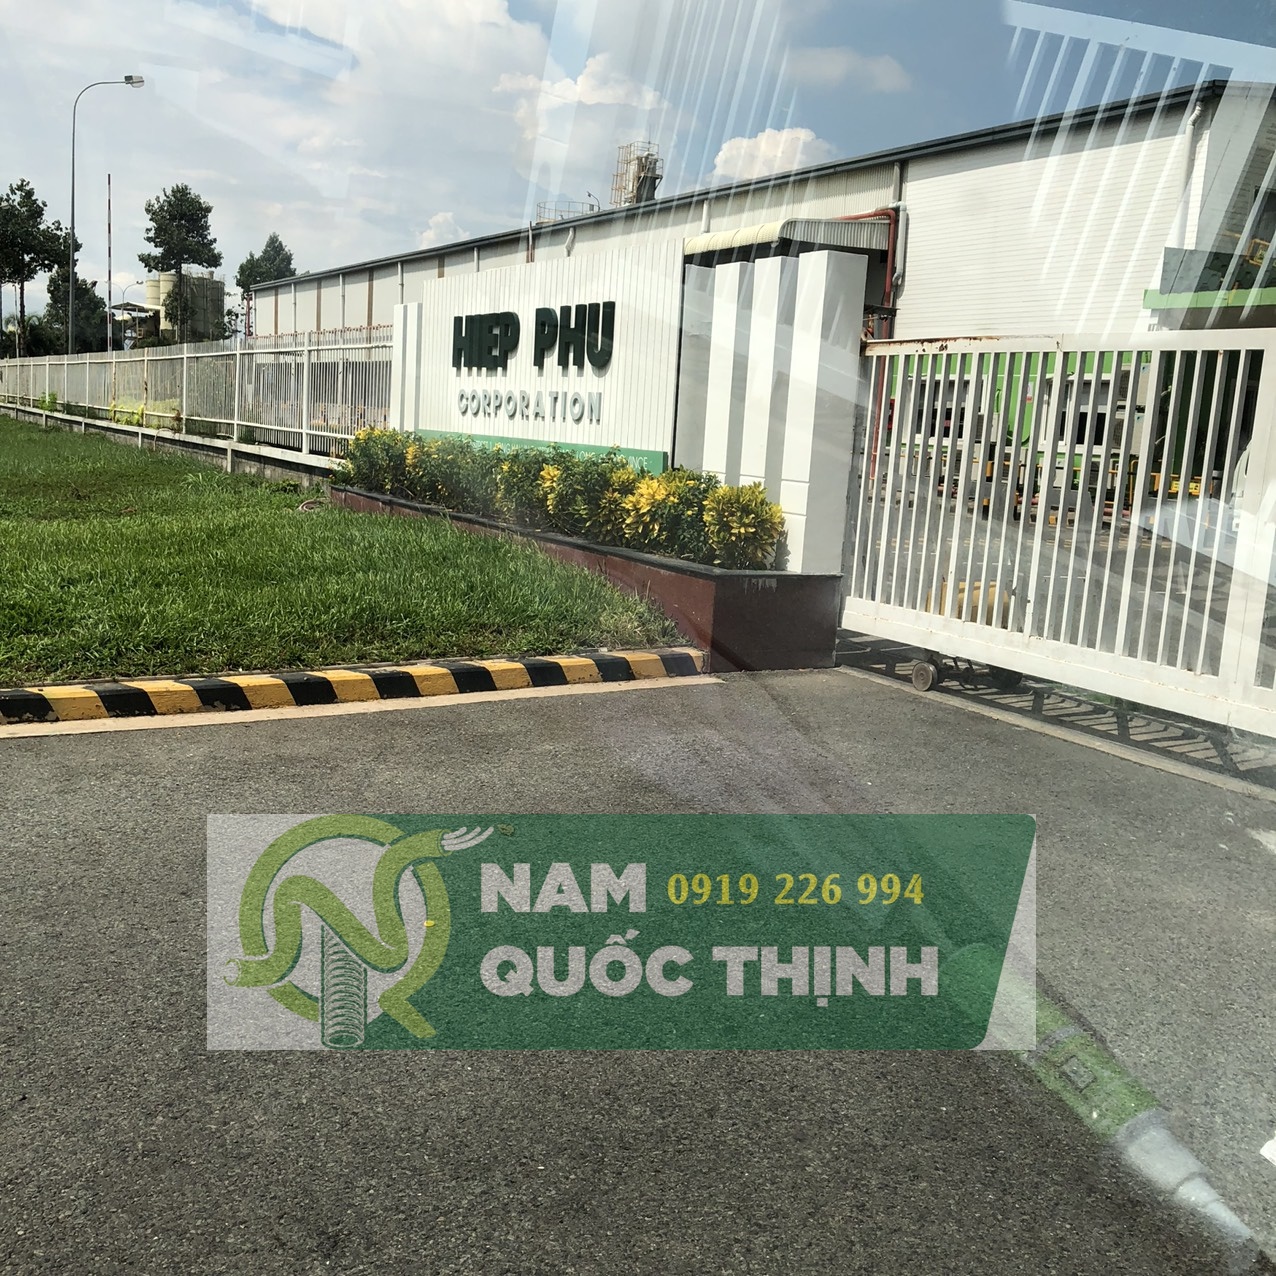 HIEP PHU
CORPORATION
NAM 0919 226 994
QUỐC THỊNH